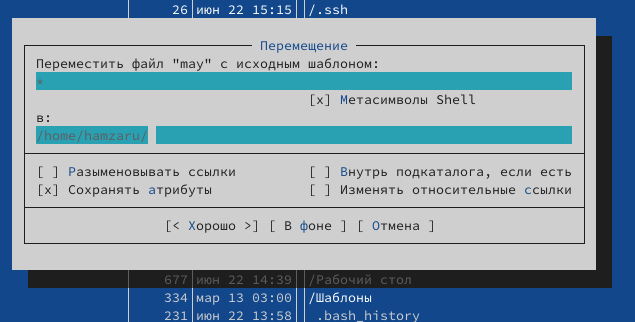 26 июн 22 15:15 /.ssh
Перемещение
Переместить файл "may" с исходным шаблоном:
*
[x] Метасимволы Shell
в:
/home/hamzaru/
[ ] Разыменовывать ссылки [ ] Внутрь подкаталога, если есть
[x] Сохранять атрибуты [ ] Изменять относительные ссылки
[< Хорошо >] [ В фоне ] [ Отмена ]
677 июн 22 14:39 /Рабочий стол
334 мар 13 03:00 /Шаблоны
231 июн 22 13:58 .bash_history